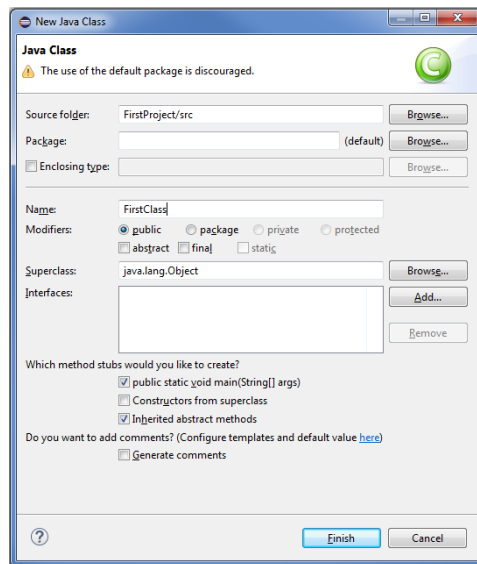 New Java Class
Java Class
The use of the default package is discouraged.
C
Source folder: FirstProject/src Browse...
Package: (default) Browse...
Enclosing type: Browse...
Name: FirstClass
Modifiers: public package private protected
abstract final static
Superclass: java.lang.Object Browse...
Interfaces: Add...
Remove
Which method stubs would you like to create?
public static void main(String[] args)
Constructors from superclass
Inherited abstract methods
Do you want to add comments? (Configure templates and default value here)
Generate comments
? Finish Cancel